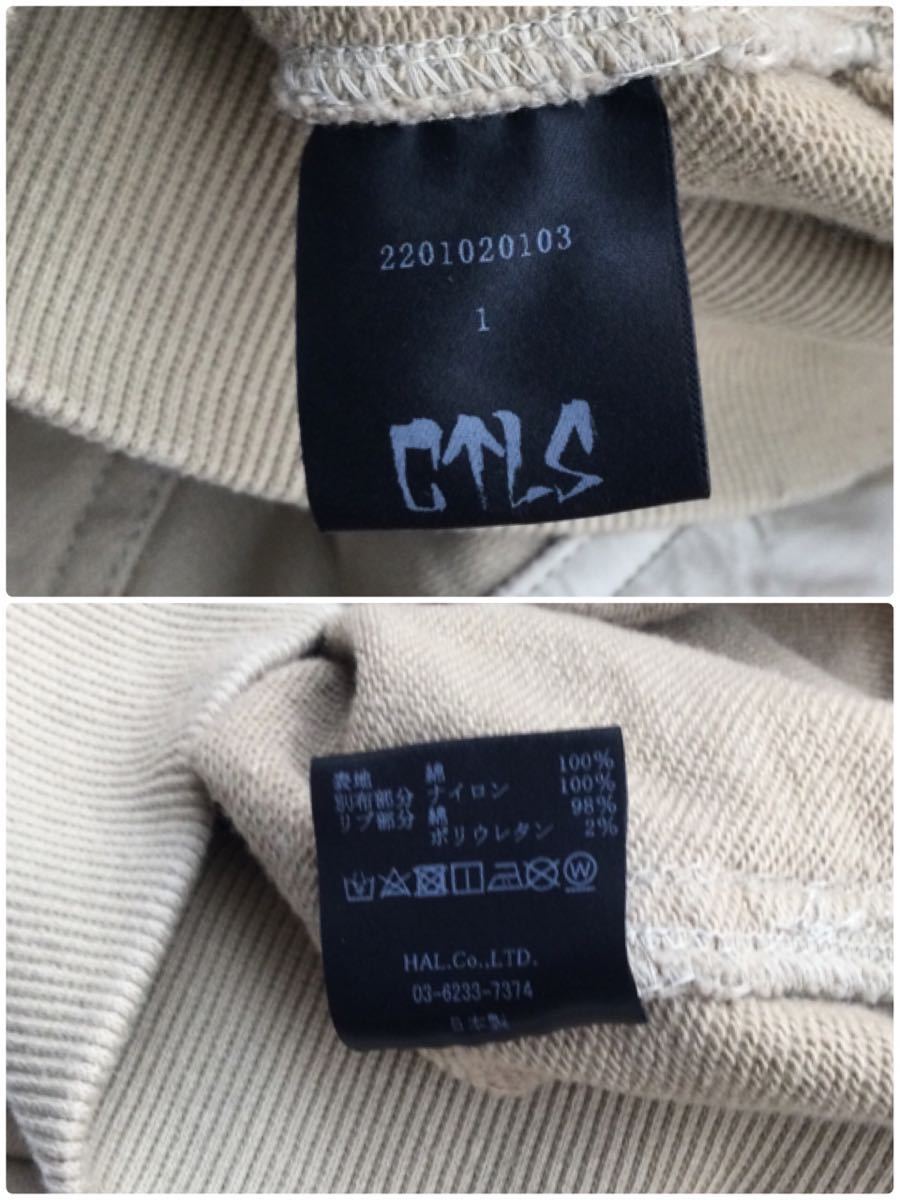 2201020103
1
CTLS
表地 綿 100%
別布部分 ナイロン 100%
リブ部分 綿 98%
ポリウレタン 2%
W
HAL.Co.,LTD.
03-6233-7374
日本製